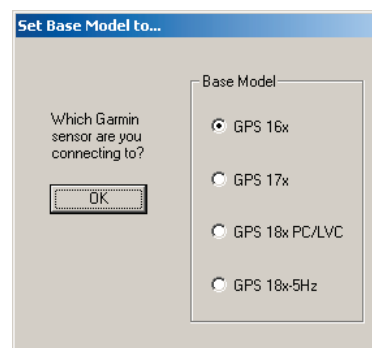 Set Base Model to...
Base Model
Which Garmin
sensor are you
connecting to?
OK
GPS 16x
GPS 17x
GPS 18x PC/LVC
GPS 18x-5Hz